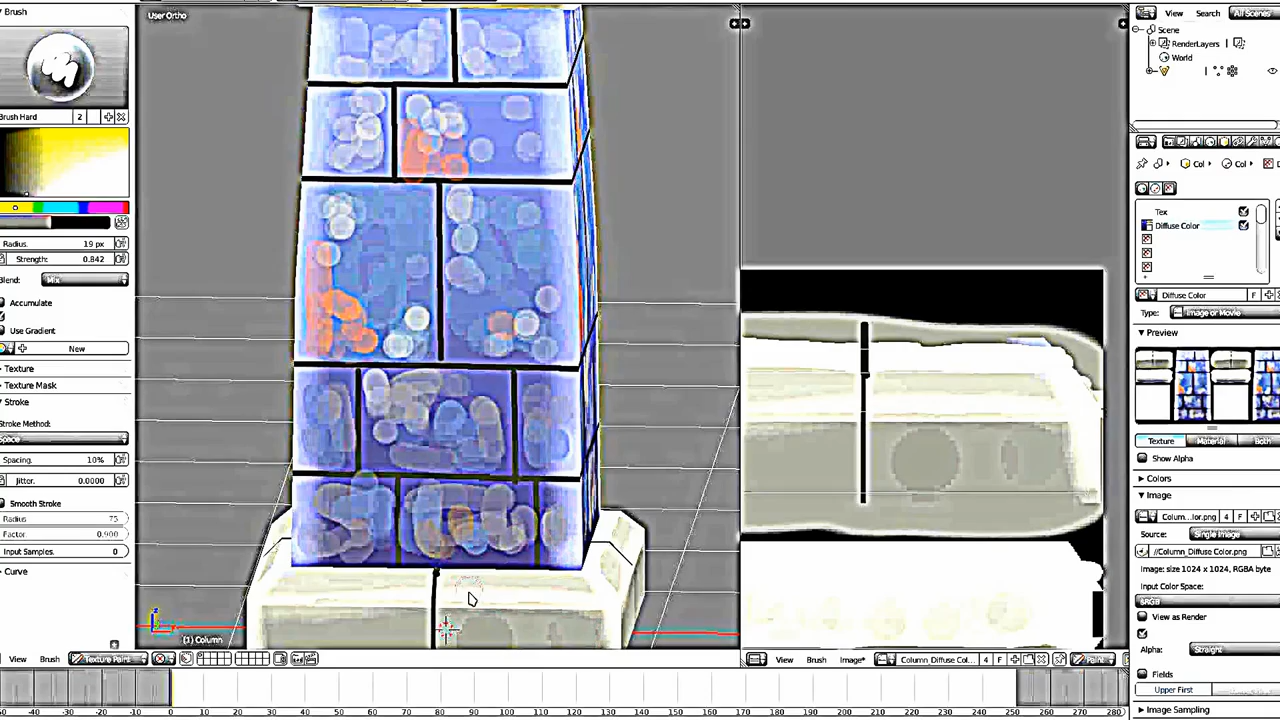 Brush
Brush Hard 2
Radius. 19 px
Strength: 0.842
Blend: Mix
Accumulate
Use Gradient
New
Texture
Texture Mask
Stroke
Stroke Method:
Space
Spacing. 10%
Jitter. 0.0000
Smooth Stroke
Radius 75
Factor. 0.900
Input Samples. 0
Curve
User Ortho
(1) Column
View Brush Texture Paint
View Brush Image* Column_Diffuse Col... 4 F Paint
-40 -30 -20 -10 0 10 20 30 40 50 60 70 80 90 100 110 120 130 140 150 160 170 180 190 200 210 220 230 240 250 260 270 280
View Search All Scenes
Scene
RenderLayers
World
Col Col
Tex
Diffuse Color
Diffuse Color F
Type: Image or Movie
Preview
Texture Material Both
Show Alpha
Colors
Image
Colum...lor.png 4 F
Source: Single Image
//Column_Diffuse Color.png
Image: size 1024 x 1024, RGBA byte
Input Color Space:
sRGB
View as Render
Alpha: Straight
Fields
Upper First
Image Sampling